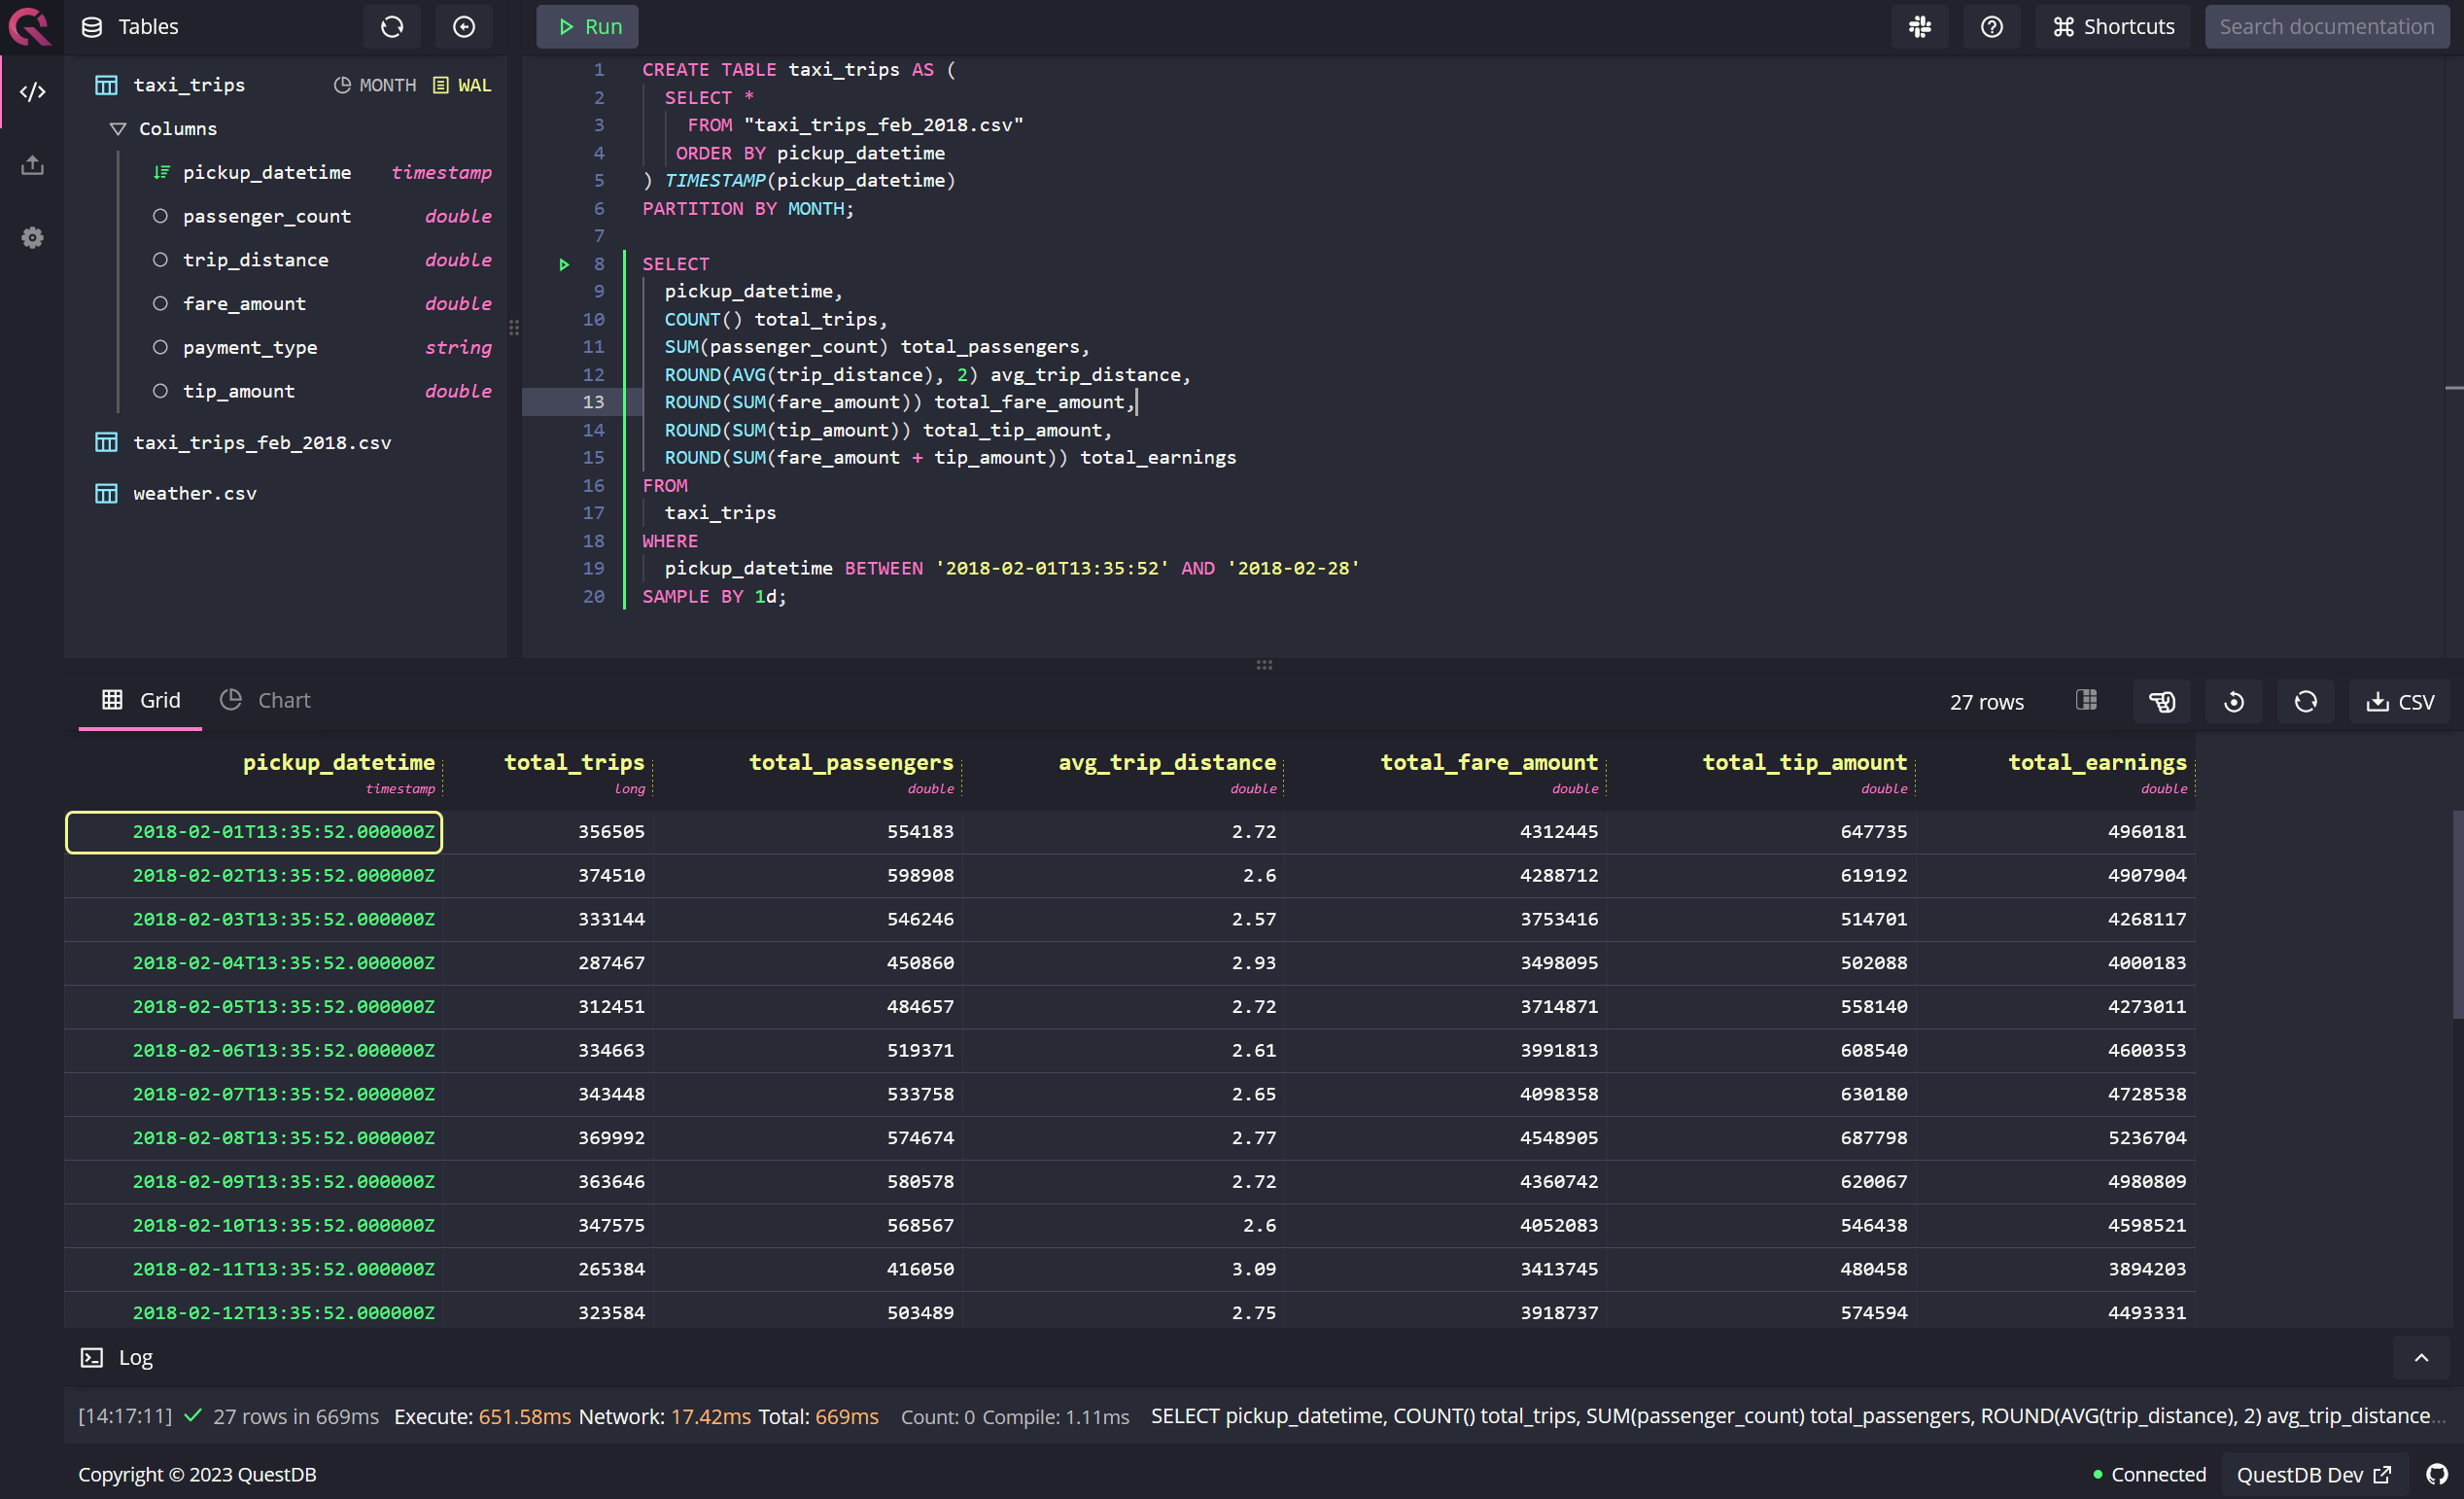 Tables
Run
Shortcuts
Search documentation
taxi_trips MONTH WAL
Columns
pickup_datetime timestamp
passenger_count double
trip_distance double
fare_amount double
payment_type string
tip_amount double
taxi_trips_feb_2018.csv
weather.csv
1 CREATE TABLE taxi_trips AS (
2 SELECT *
3 FROM "taxi_trips_feb_2018.csv"
4 ORDER BY pickup_datetime
5 ) TIMESTAMP(pickup_datetime)
6 PARTITION BY MONTH;
7
8 SELECT
9 pickup_datetime,
10 COUNT() total_trips,
11 SUM(passenger_count) total_passengers,
12 ROUND(AVG(trip_distance), 2) avg_trip_distance,
13 ROUND(SUM(fare_amount)) total_fare_amount,
14 ROUND(SUM(tip_amount)) total_tip_amount,
15 ROUND(SUM(fare_amount + tip_amount)) total_earnings
16 FROM
17 taxi_trips
18 WHERE
19 pickup_datetime BETWEEN '2018-02-01T13:35:52' AND '2018-02-28'
20 SAMPLE BY 1d;
Grid Chart 27 rows CSV
pickup_datetime total_trips total_passengers avg_trip_distance total_fare_amount total_tip_amount total_earnings
timestamp long double double double double double
2018-02-01T13:35:52.000000Z 356505 554183 2.72 4312445 647735 4960181
2018-02-02T13:35:52.000000Z 374510 598908 2.6 4288712 619192 4907904
2018-02-03T13:35:52.000000Z 333144 546246 2.57 3753416 514701 4268117
2018-02-04T13:35:52.000000Z 287467 450860 2.93 3498095 502088 4000183
2018-02-05T13:35:52.000000Z 312451 484657 2.72 3714871 558140 4273011
2018-02-06T13:35:52.000000Z 334663 519371 2.61 3991813 608540 4600353
2018-02-07T13:35:52.000000Z 343448 533758 2.65 4098358 630180 4728538
2018-02-08T13:35:52.000000Z 369992 574674 2.77 4548905 687798 5236704
2018-02-09T13:35:52.000000Z 363646 580578 2.72 4360742 620067 4980809
2018-02-10T13:35:52.000000Z 347575 568567 2.6 4052083 546438 4598521
2018-02-11T13:35:52.000000Z 265384 416050 3.09 3413745 480458 3894203
2018-02-12T13:35:52.000000Z 323584 503489 2.75 3918737 574594 4493331
Log
[14:17:11] 27 rows in 669ms Execute: 651.58ms Network: 17.42ms Total: 669ms Count: 0 Compile: 1.11ms SELECT pickup_datetime, COUNT() total_trips, SUM(passenger_count) total_passengers, ROUND(AVG(trip_distance), 2) avg_trip_distance...
Copyright © 2023 QuestDB
Connected
QuestDB Dev